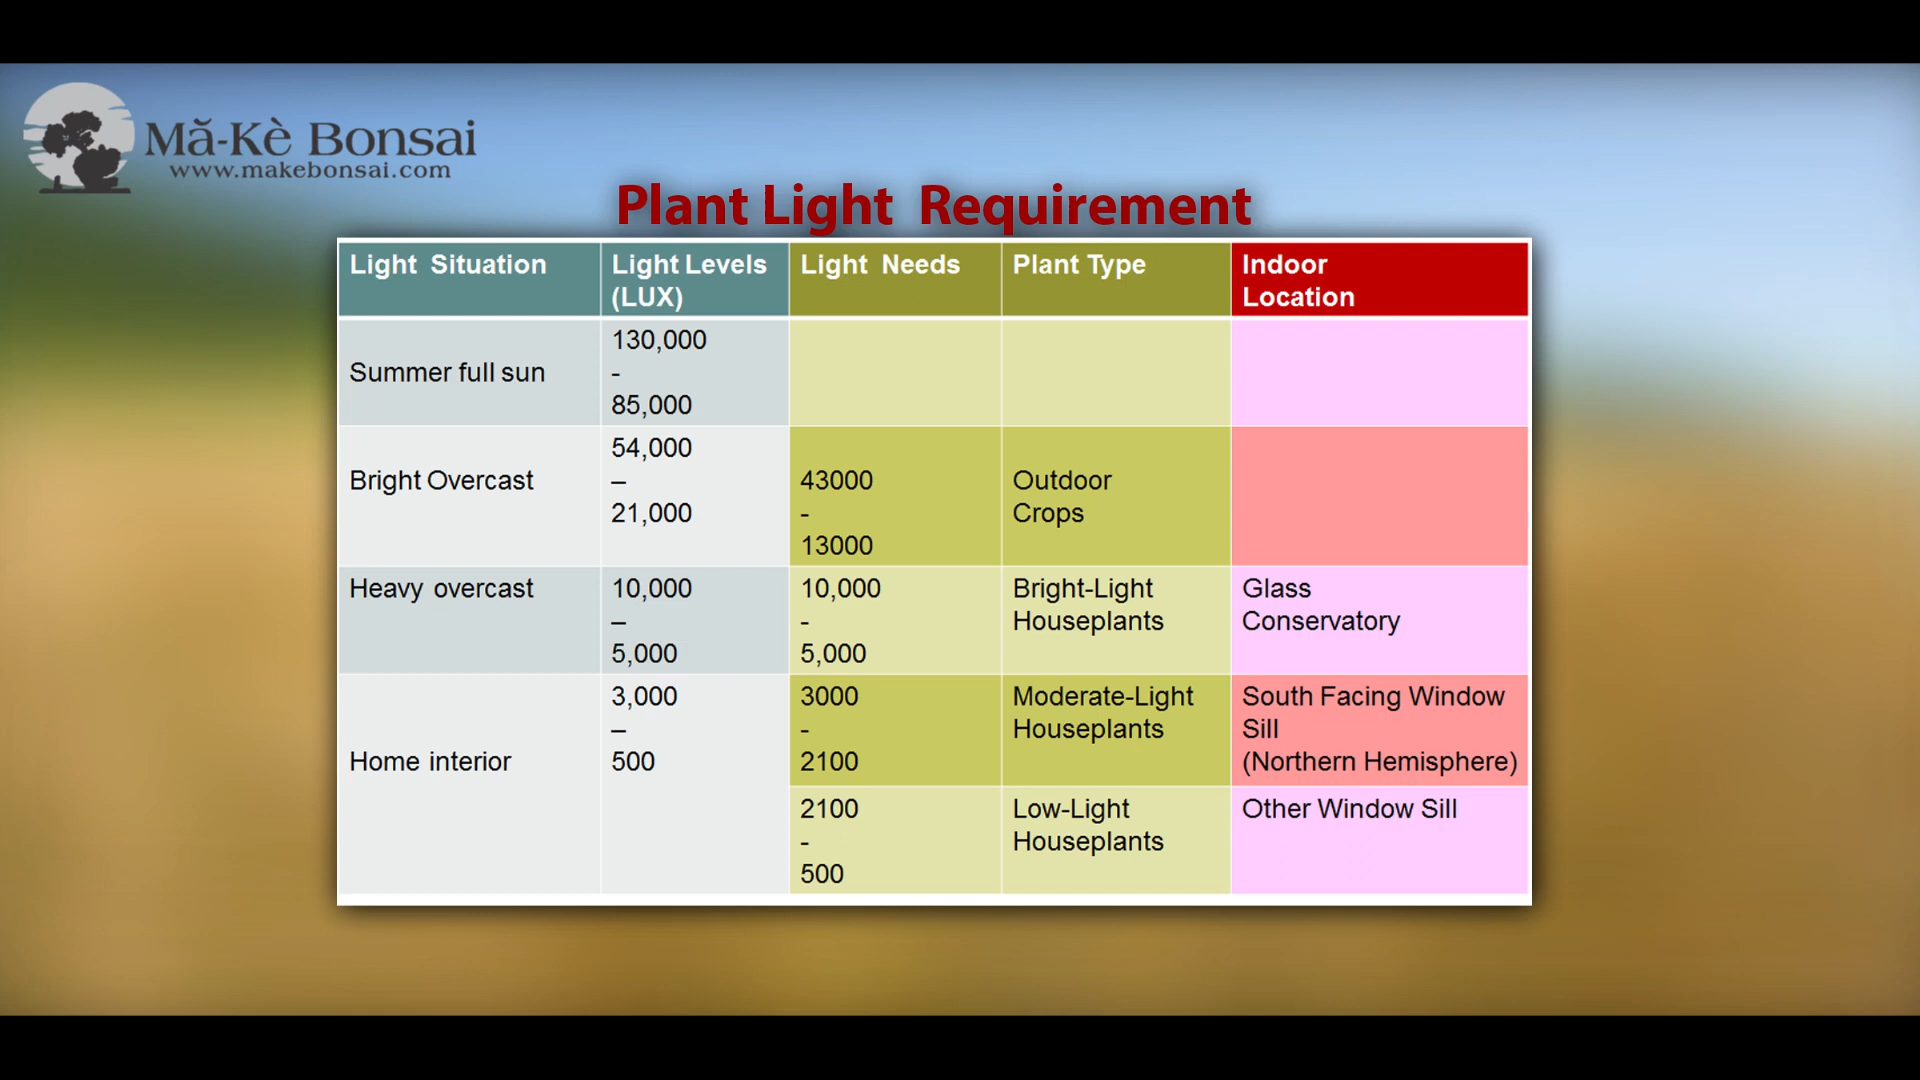 Mă-Kè Bonsai
www.makebonsai.com
Plant Light Requirement
Light Situation
Light Levels
(LUX)
Light Needs
Plant Type
Indoor
Location
Summer full sun
130,000
-
85,000
Bright Overcast
54,000
–
21,000
43000
-
13000
Outdoor
Crops
Heavy overcast
10,000
–
5,000
10,000
-
5,000
Bright-Light
Houseplants
Glass
Conservatory
Home interior
3,000
–
500
3000
-
2100
Moderate-Light
Houseplants
South Facing Window
Sill
(Northern Hemisphere)
2100
-
500
Low-Light
Houseplants
Other Window Sill